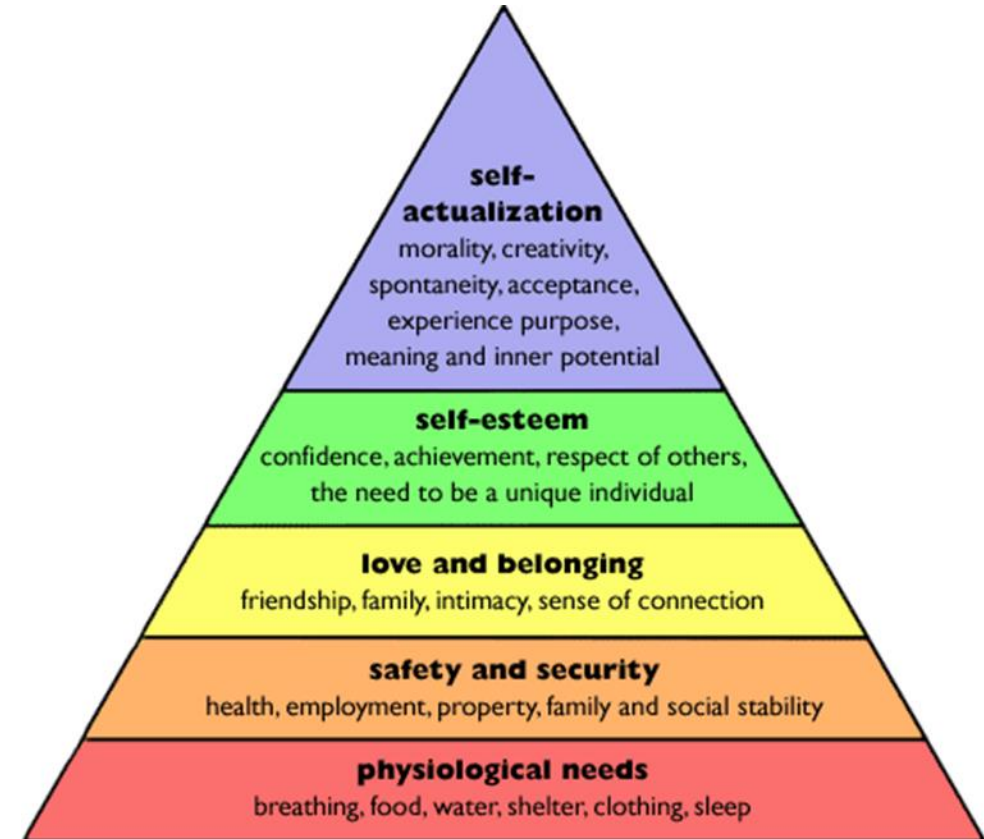 self-
actualization
morality, creativity,
spontaneity, acceptance,
experience purpose,
meaning and inner potential
self-esteem
confidence, achievement, respect of others,
the need to be a unique individual
love and belonging
friendship, family, intimacy, sense of connection
safety and security
health, employment, property, family and social stability
physiological needs
breathing, food, water, shelter, clothing, sleep